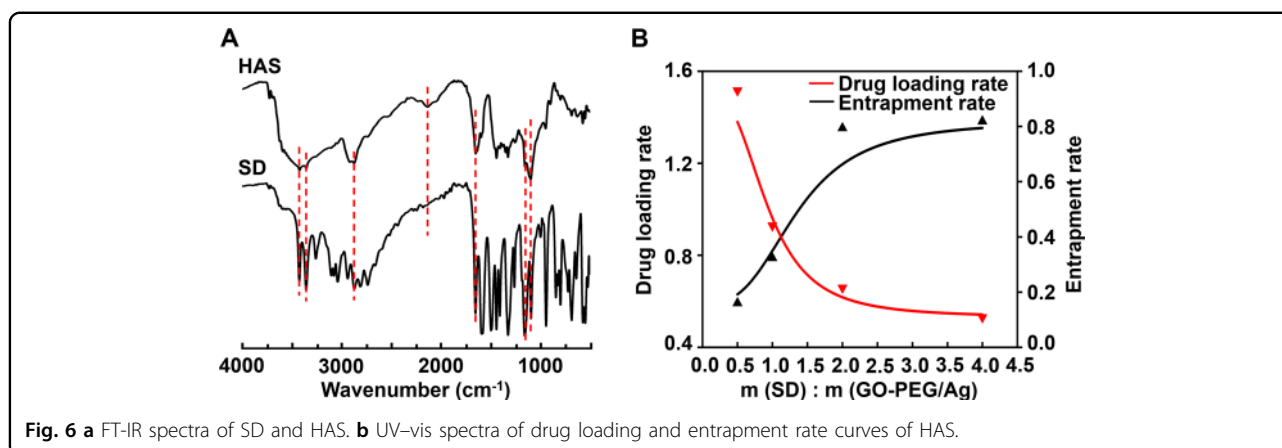 A
HAS
SD
4000 3000 2000 1000
Wavenumber (cm-1)
B
Drug loading rate
Entrapment rate
Drug loading rate
1.6
1.2
0.8
0.4
Entrapment rate
1.0
0.8
0.6
0.4
0.2
0.0
0.0 0.5 1.0 1.5 2.0 2.5 3.0 3.5 4.0 4.5
m (SD) : m (GO-PEG/Ag)
Fig. 6 a FT-IR spectra of SD and HAS. b UV–vis spectra of drug loading and entrapment rate curves of HAS.